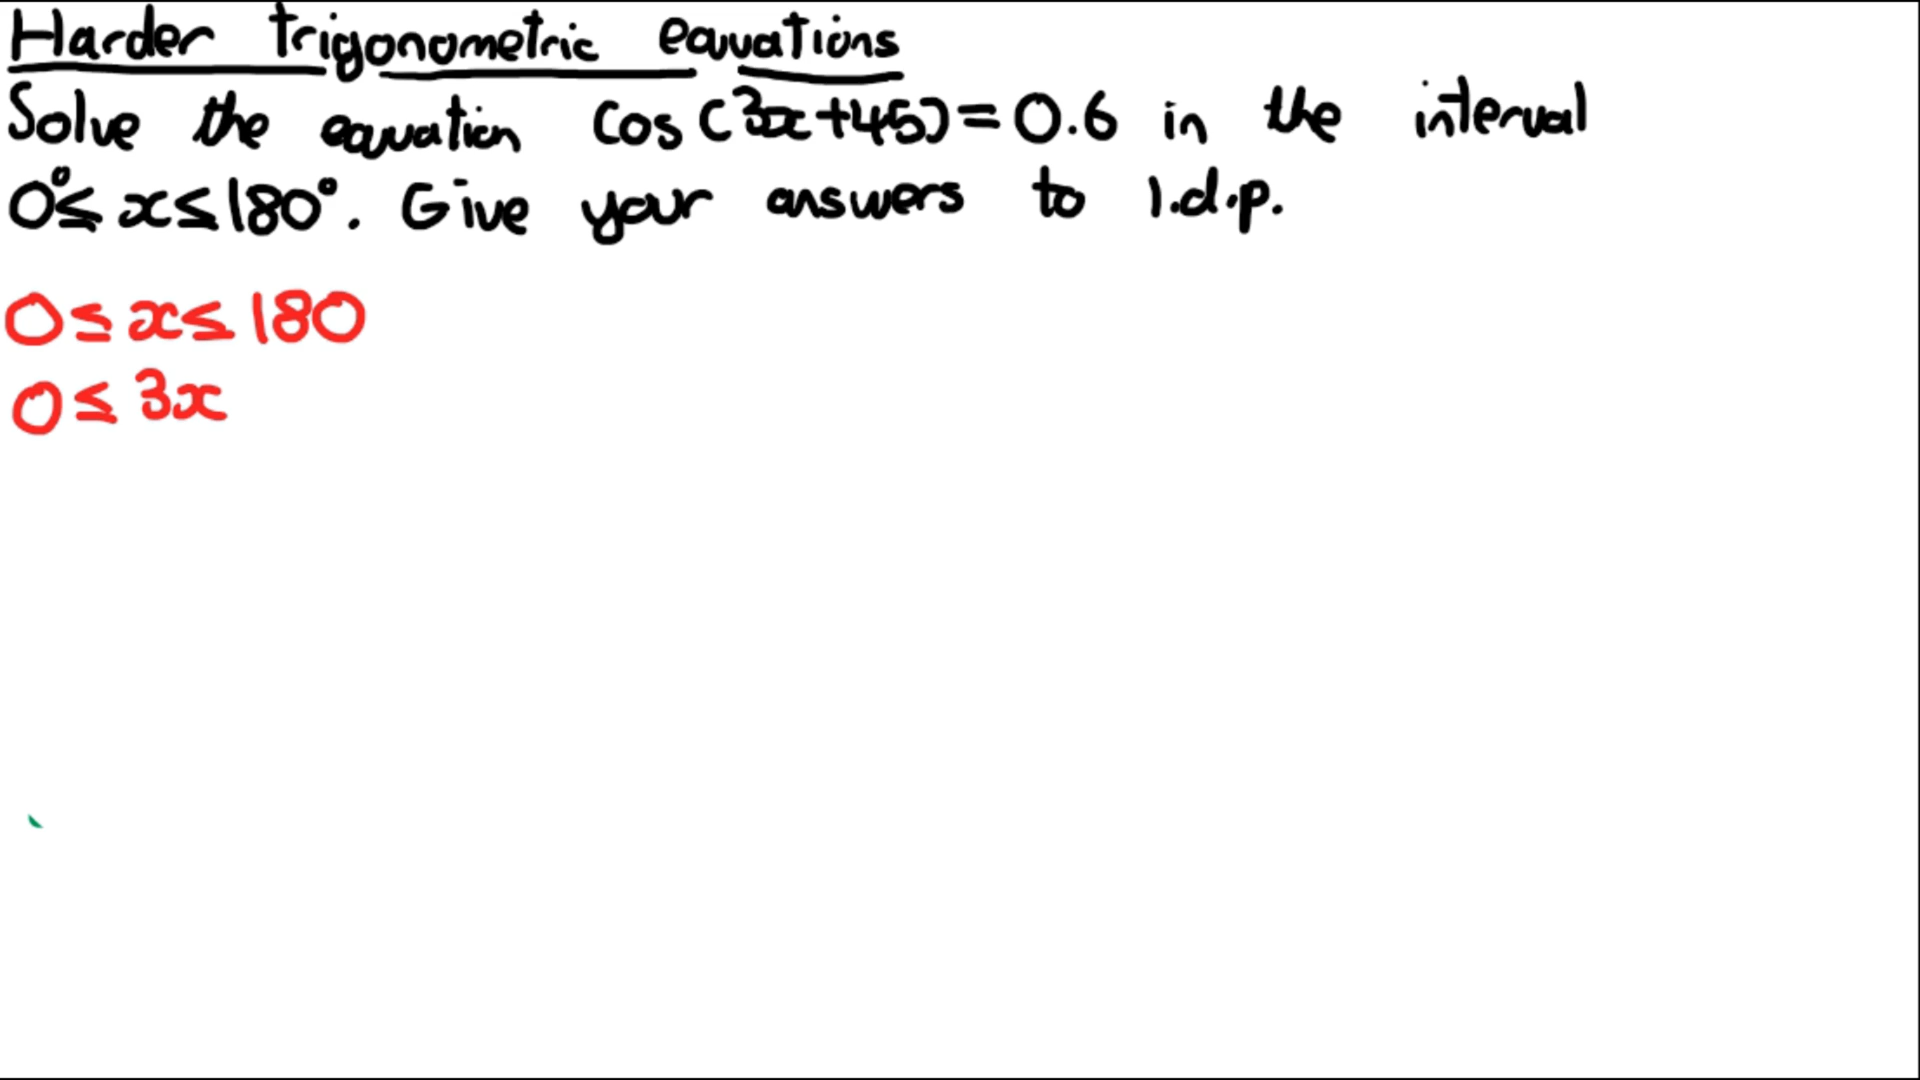 Harder trigonometric equations
Solve the equation cos (3x+45)=0.6 in the interval
0°≤ x≤180°. Give your answers to 1.d.p.
0≤ x≤ 180
0≤ 3x